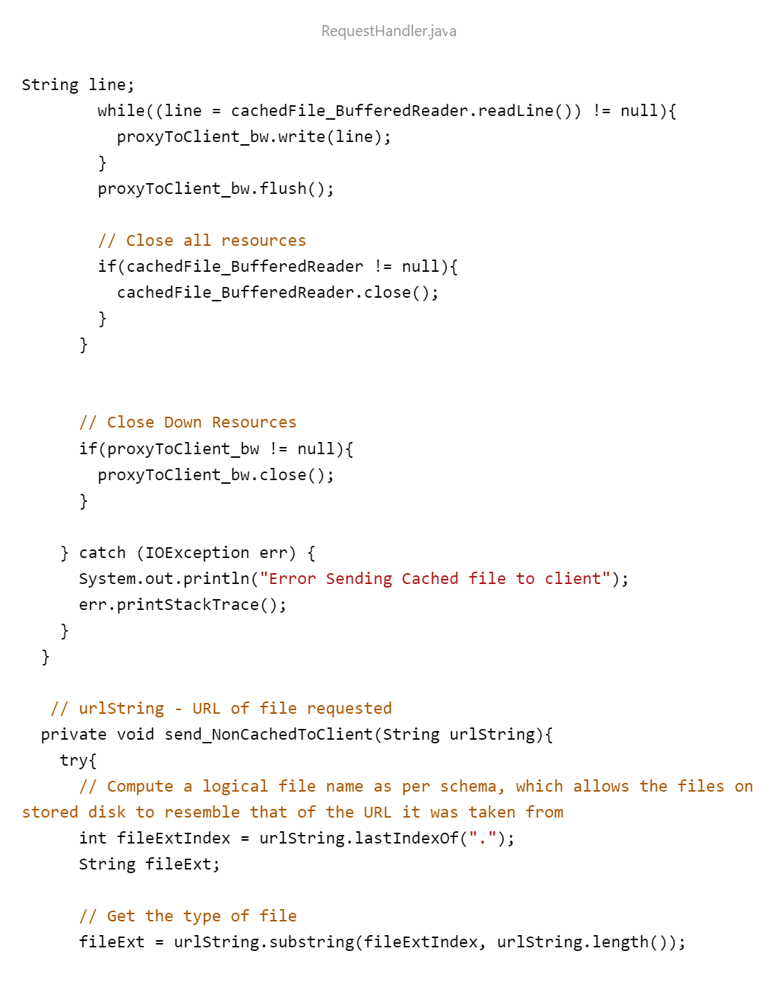 RequestHandler.java
String line;
while((line = cachedFile_BufferedReader.readLine()) != null){
proxyToClient_bw.write(line);
}
proxyToClient_bw.flush();
// Close all resources
if(cachedFile_BufferedReader != null){
cachedFile_BufferedReader.close();
}
}
// Close Down Resources
if(proxyToClient_bw != null){
proxyToClient_bw.close();
}
} catch (IOException err) {
System.out.println("Error Sending Cached file to client");
err.printStackTrace();
}
}
// urlString - URL of file requested
private void send_NonCachedToClient(String urlString){
try{
// Compute a logical file name as per schema, which allows the files on
stored disk to resemble that of the URL it was taken from
int fileExtIndex = urlString.lastIndexOf(".");
String fileExt;
// Get the type of file
fileExt = urlString.substring(fileExtIndex, urlString.length());